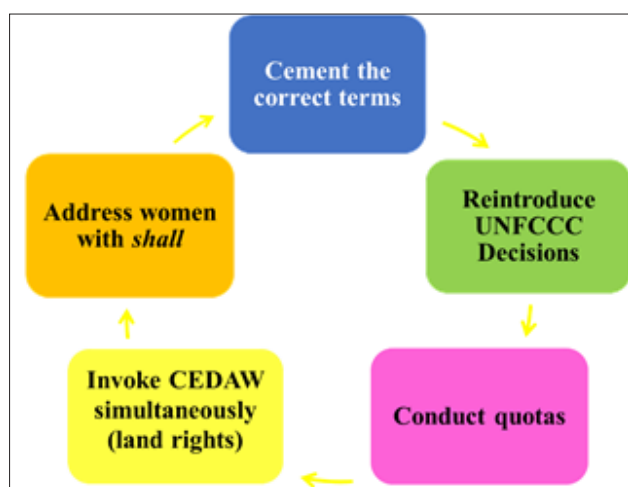 Cement the
correct terms
Reintroduce
UNFCCC
Decisions
Conduct quotas
Invoke CEDAW
simultaneously
(land rights)
Address women
with shall